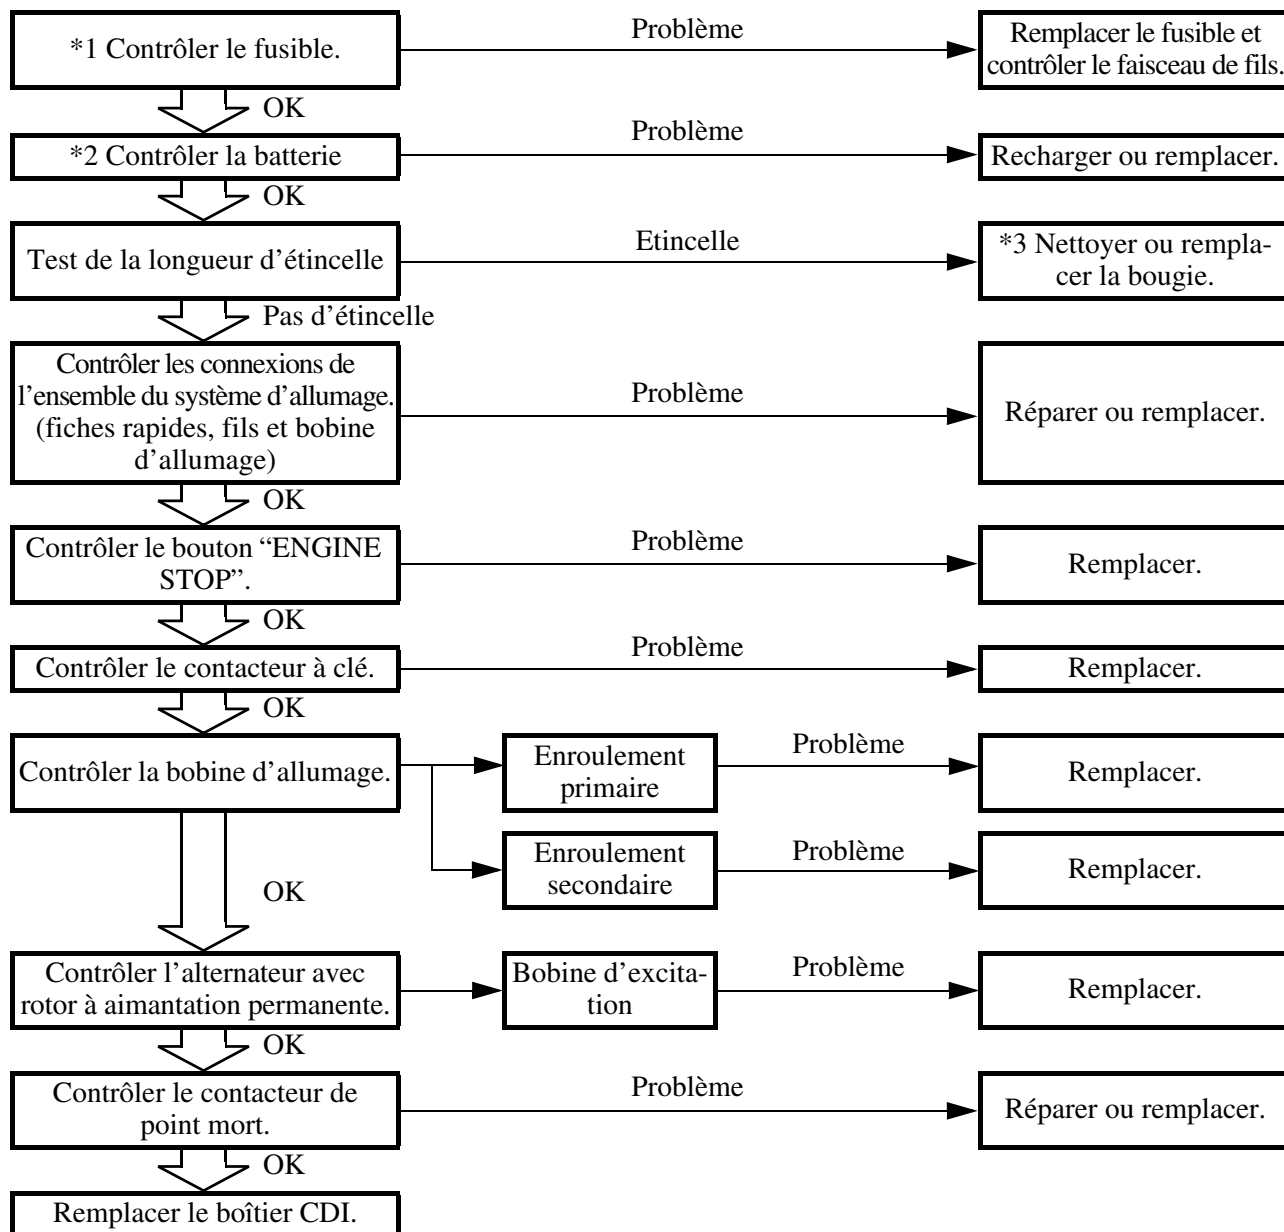 *1 Contrôler le fusible.
Problème
Remplacer le fusible et
contrôler le faisceau de fils.
OK
*2 Contrôler la batterie
Problème
Recharger ou remplacer.
OK
Test de la longueur d’étincelle
Etincelle
*3 Nettoyer ou rempla-
cer la bougie.
Pas d’étincelle
Contrôler les connexions de
l’ensemble du système d’allumage.
(fiches rapides, fils et bobine
d’allumage)
Problème
Réparer ou remplacer.
OK
Contrôler le bouton “ENGINE
STOP”.
Problème
Remplacer.
OK
Contrôler le contacteur à clé.
Problème
Remplacer.
OK
Contrôler la bobine d’allumage.
Enroulement
primaire
Problème
Remplacer.
Enroulement
secondaire
Problème
Remplacer.
OK
Contrôler l’alternateur avec
rotor à aimantation permanente.
Bobine d’excita-
tion
Problème
Remplacer.
OK
Contrôler le contacteur de
point mort.
Problème
Réparer ou remplacer.
OK
Remplacer le boîtier CDI.